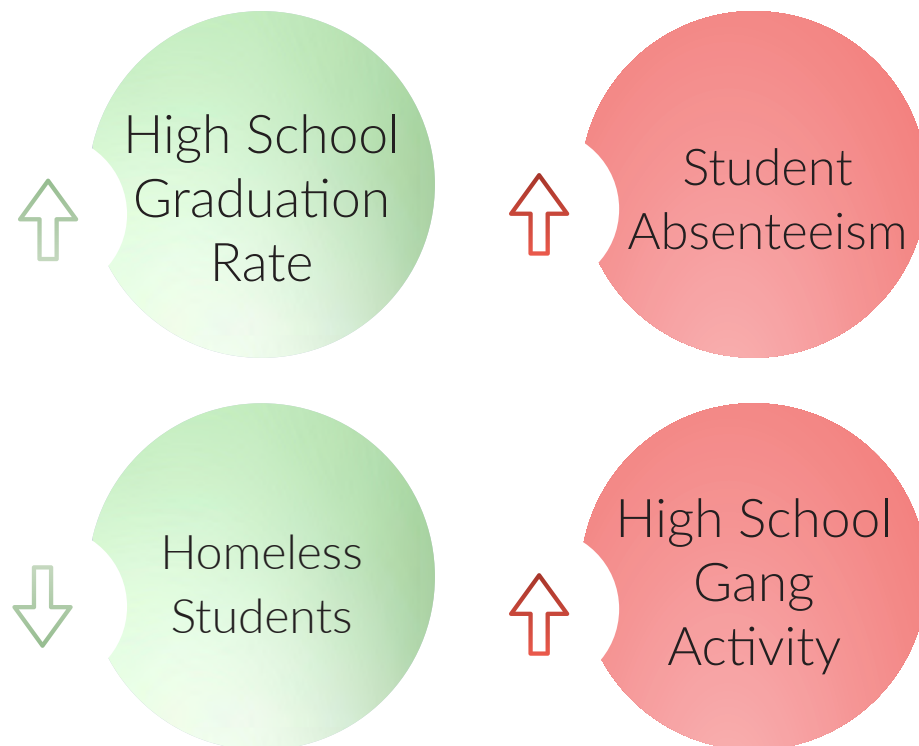 High School
Graduation
Rate
Student
Absenteeism
Homeless
Students
High School
Gang
Activity